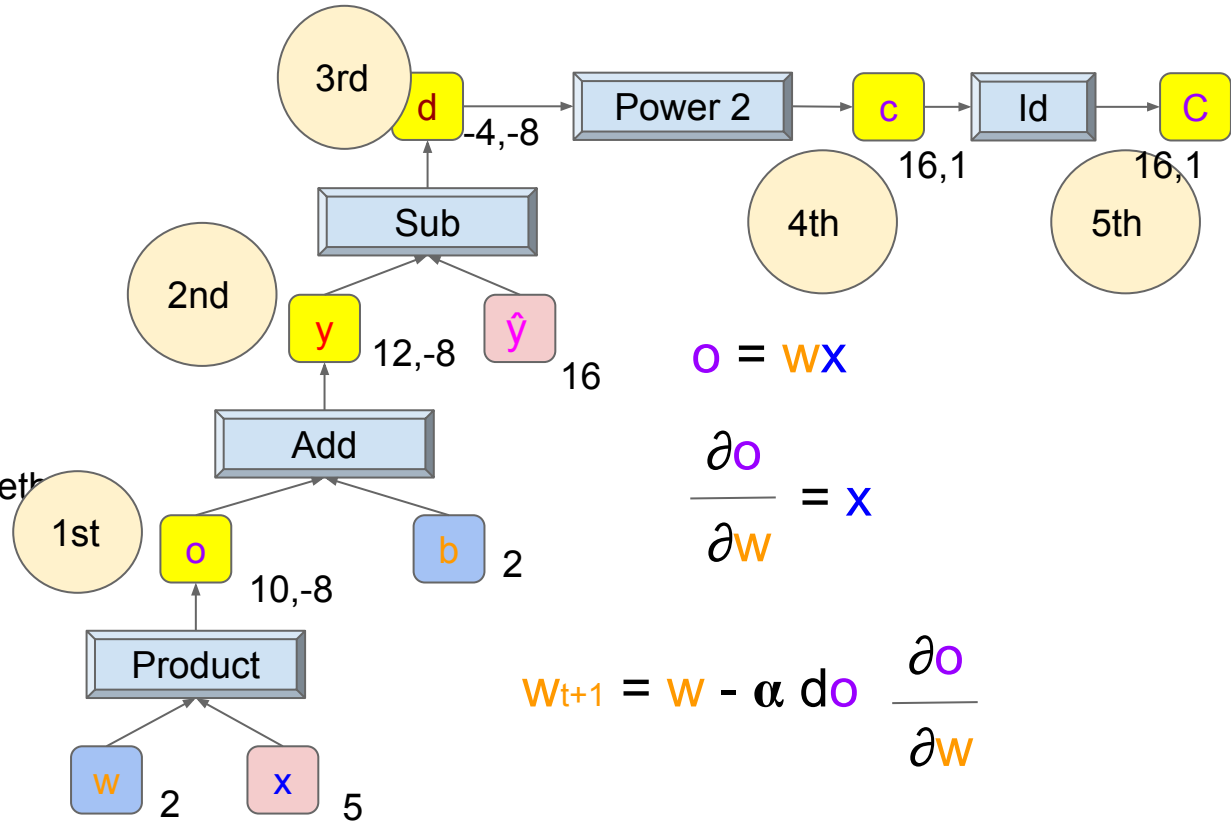 3rd
d
-4,-8
Power 2
c
16,1
Id
C
16,1
4th
5th
Sub
2nd
y
12,-8
ŷ
16
o = wx
Add
∂o
∂w
= x
1st
o
10,-8
b
2
Product
w
2
x
5
wt+1 = w - α do
∂o
∂w